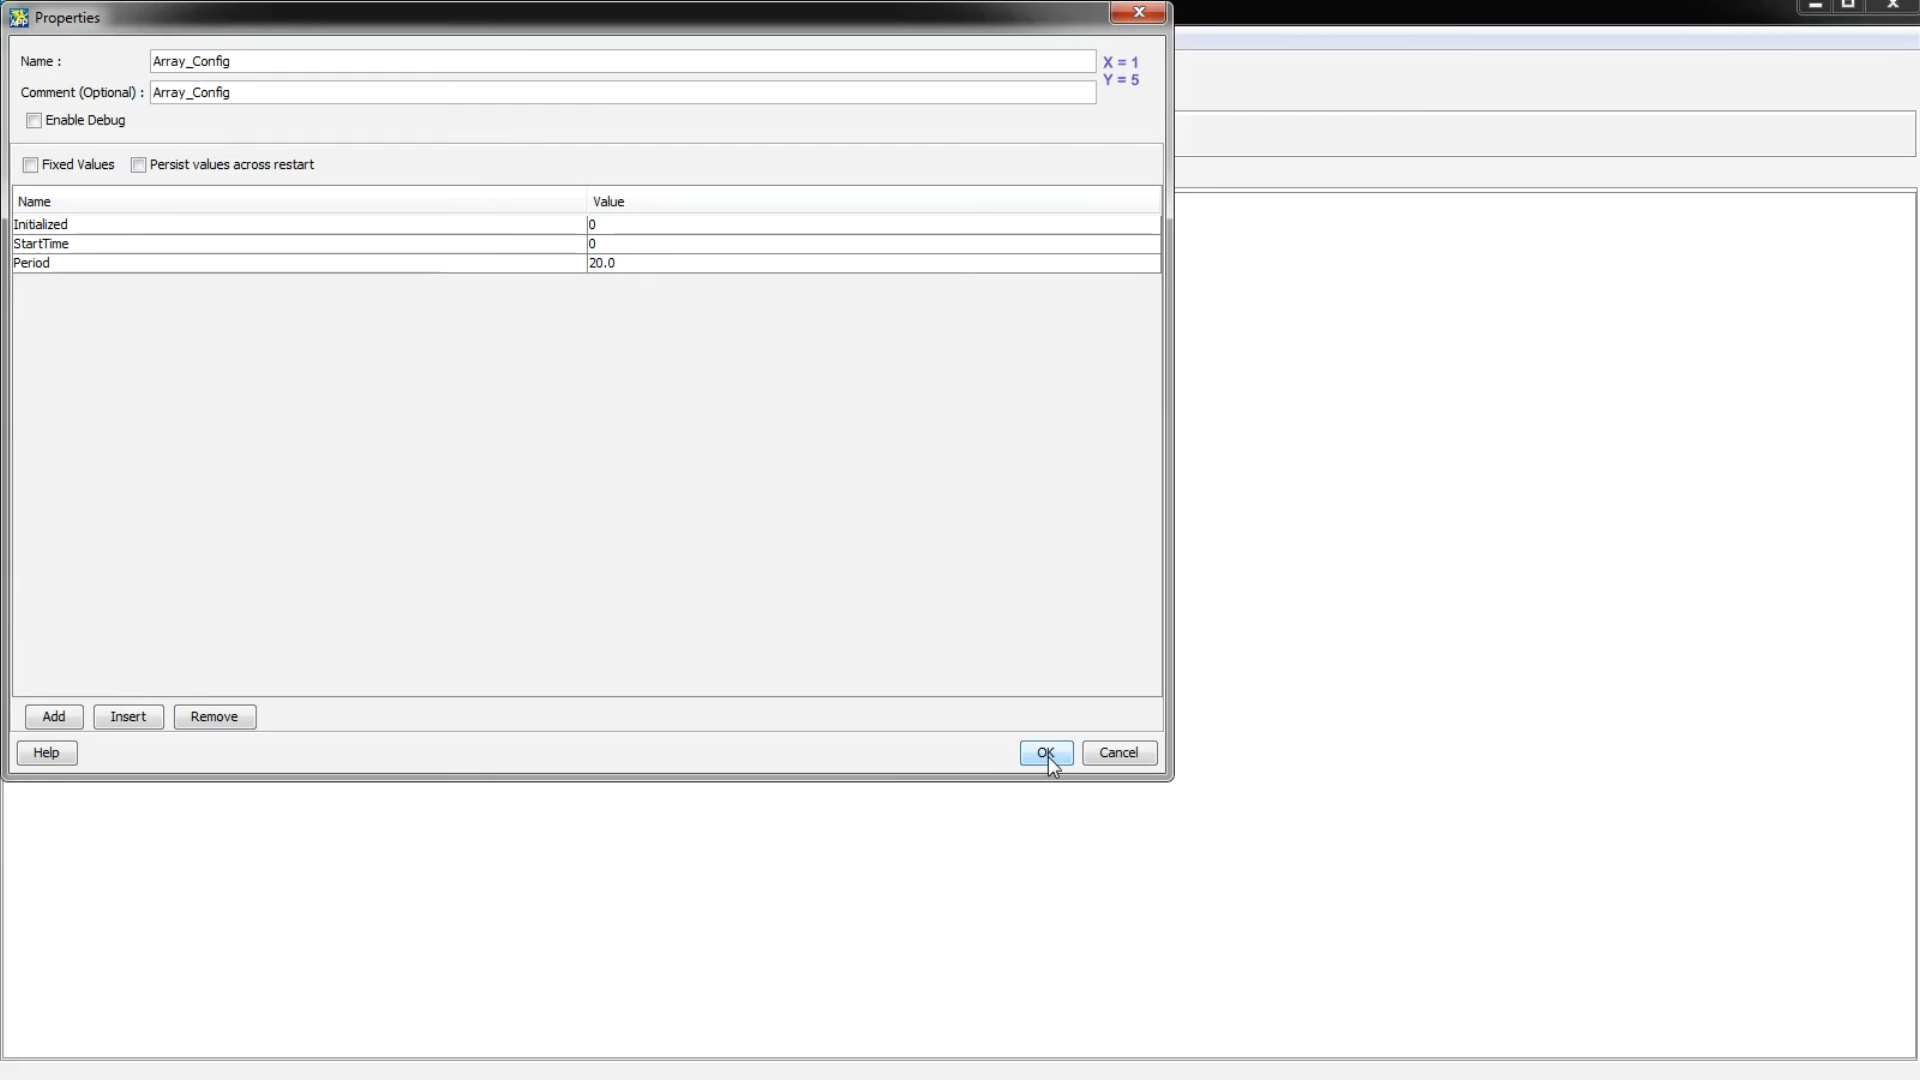 Properties
Name : Array_Config
X = 1
Comment (Optional) : Array_Config
Y = 5
Enable Debug
Fixed Values Persist values across restart
Name Value
Initialized 0
StartTime 0
Period 20.0
Add Insert Remove
Help OK Cancel